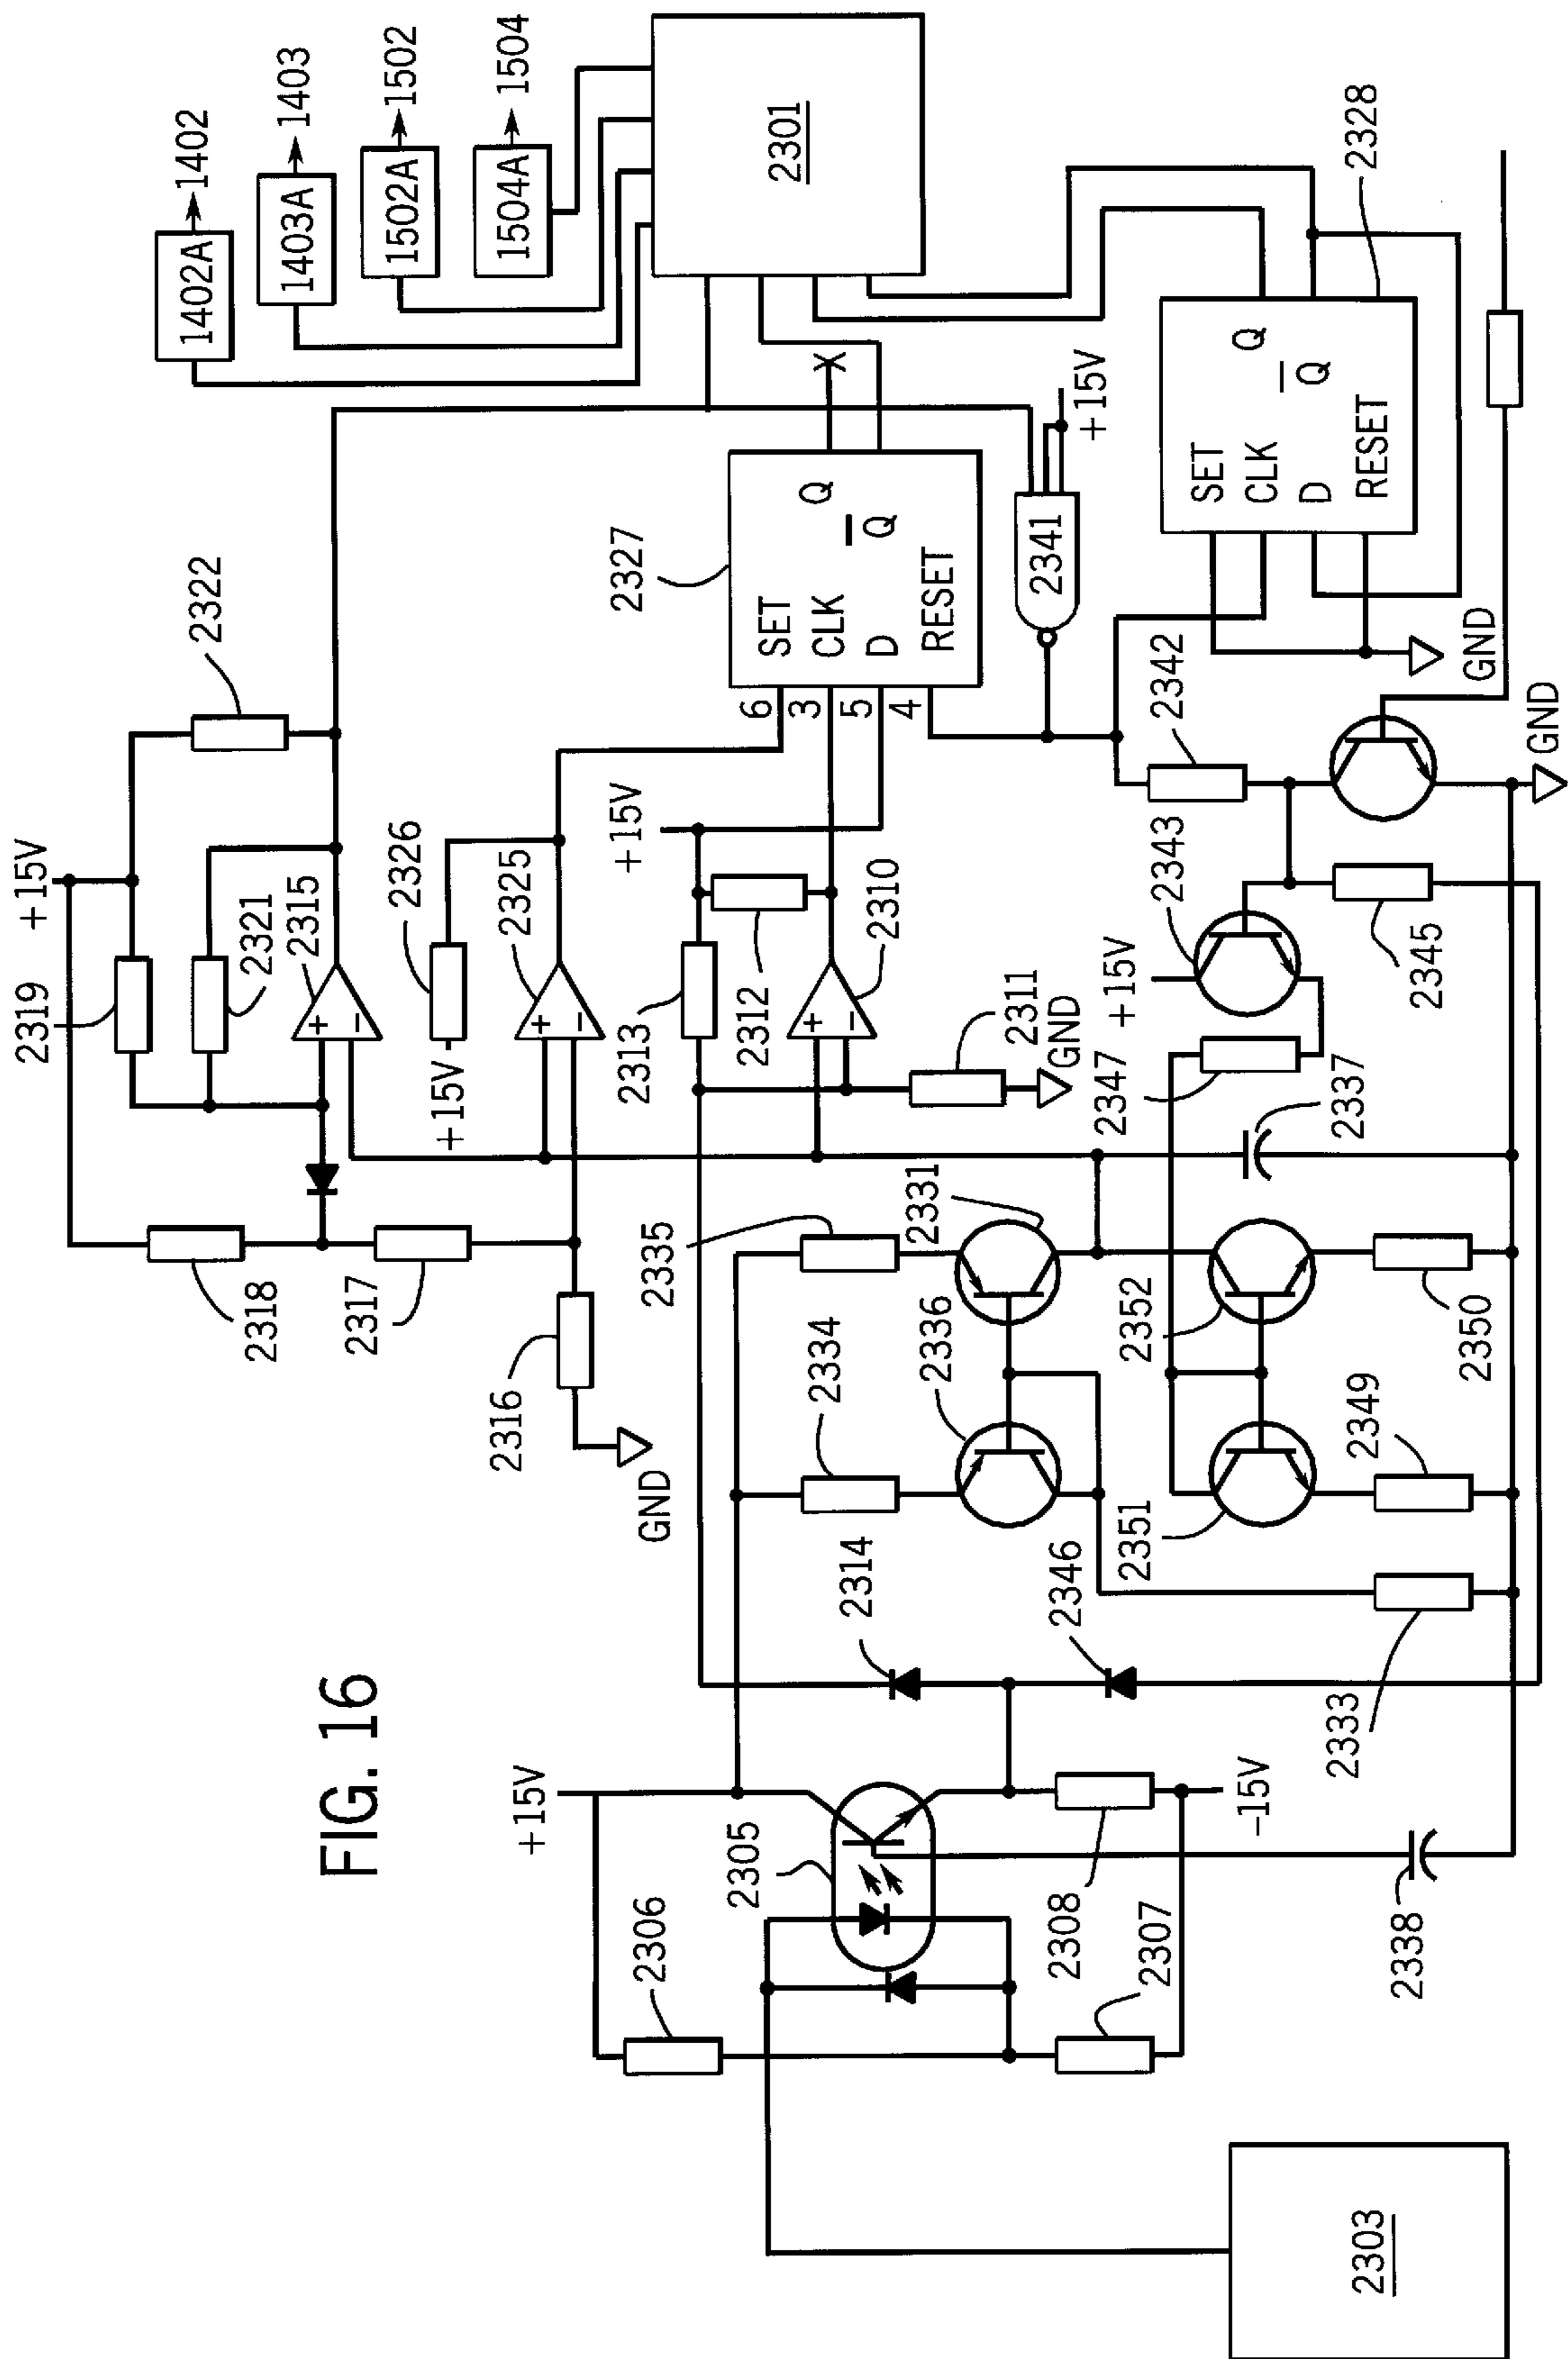 FIG. 16
1402A
1402
1403A
1403
1502A
1502
1504A
1504
2301
2322
+15V
2319
2321
2315
2318
2317
2316
GND
2326
+15V
2325
2327
SET
CLK
D
RESET
Q
Q
6
3
5
4
X
+15V
2313
2312
2310
2311
GND
2341
+15V
2328
SET
CLK
D
RESET
Q
Q
GND
2342
2343
+15V
2345
2347
2337
GND
2335
2331
2334
2336
2352
2350
2351
2349
2314
2346
2333
+15V
2305
2306
2308
2307
-15V
2338
2303